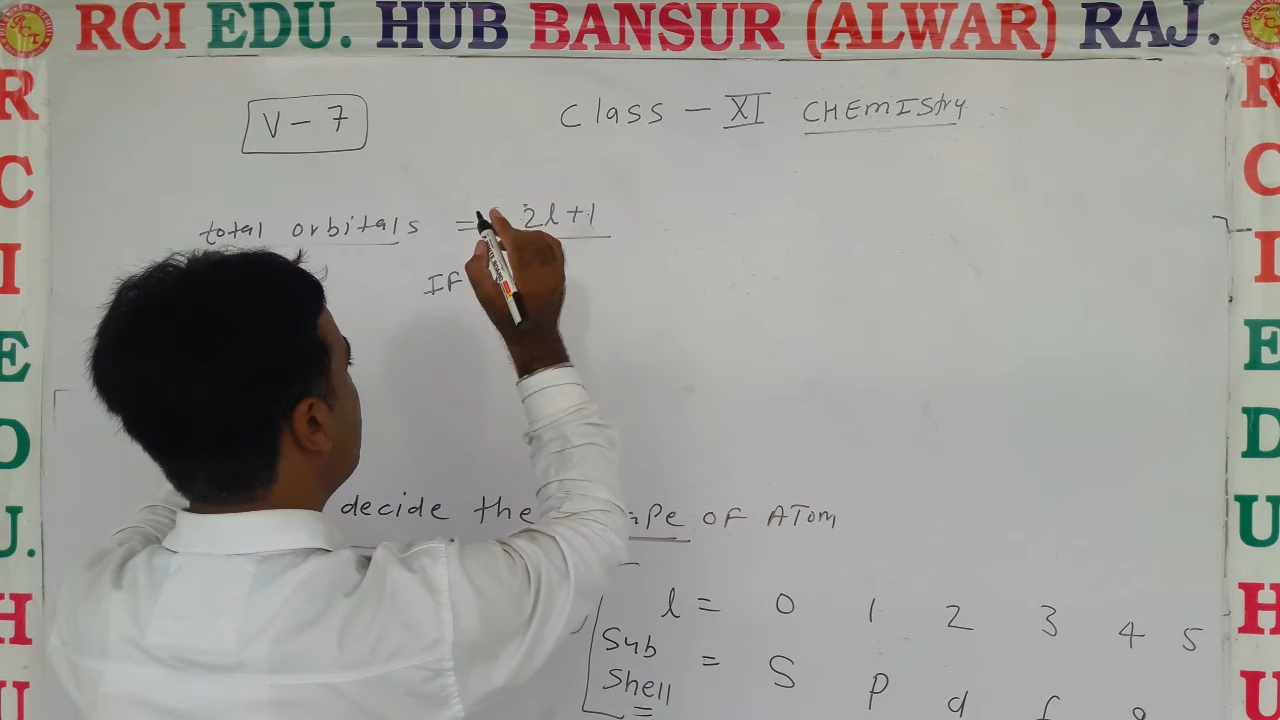 RCI EDU. HUB BANSUR (ALWAR) RAJ.
V - 7
Class - XI CHEMIStry
total orbitals = 2l+1
IF
decide the OF ATom
l = 0 1 2 3 4 5
Sub Shell = S P d f g
R C I E D U. H U
R C I E D U H U